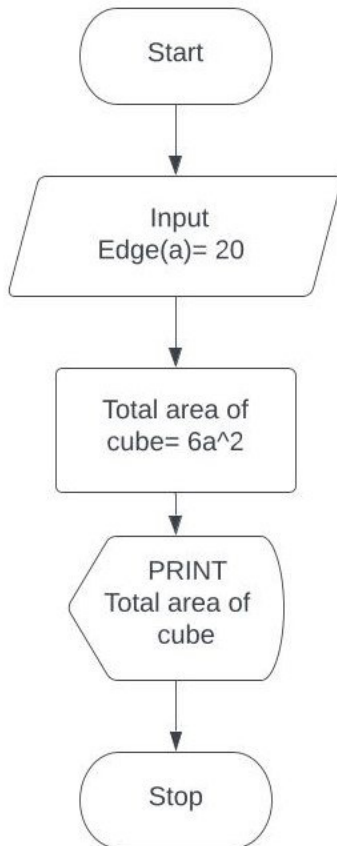 Start
Input
Edge(a)= 20
Total area of
cube= 6a^2
PRINT
Total area of
cube
Stop